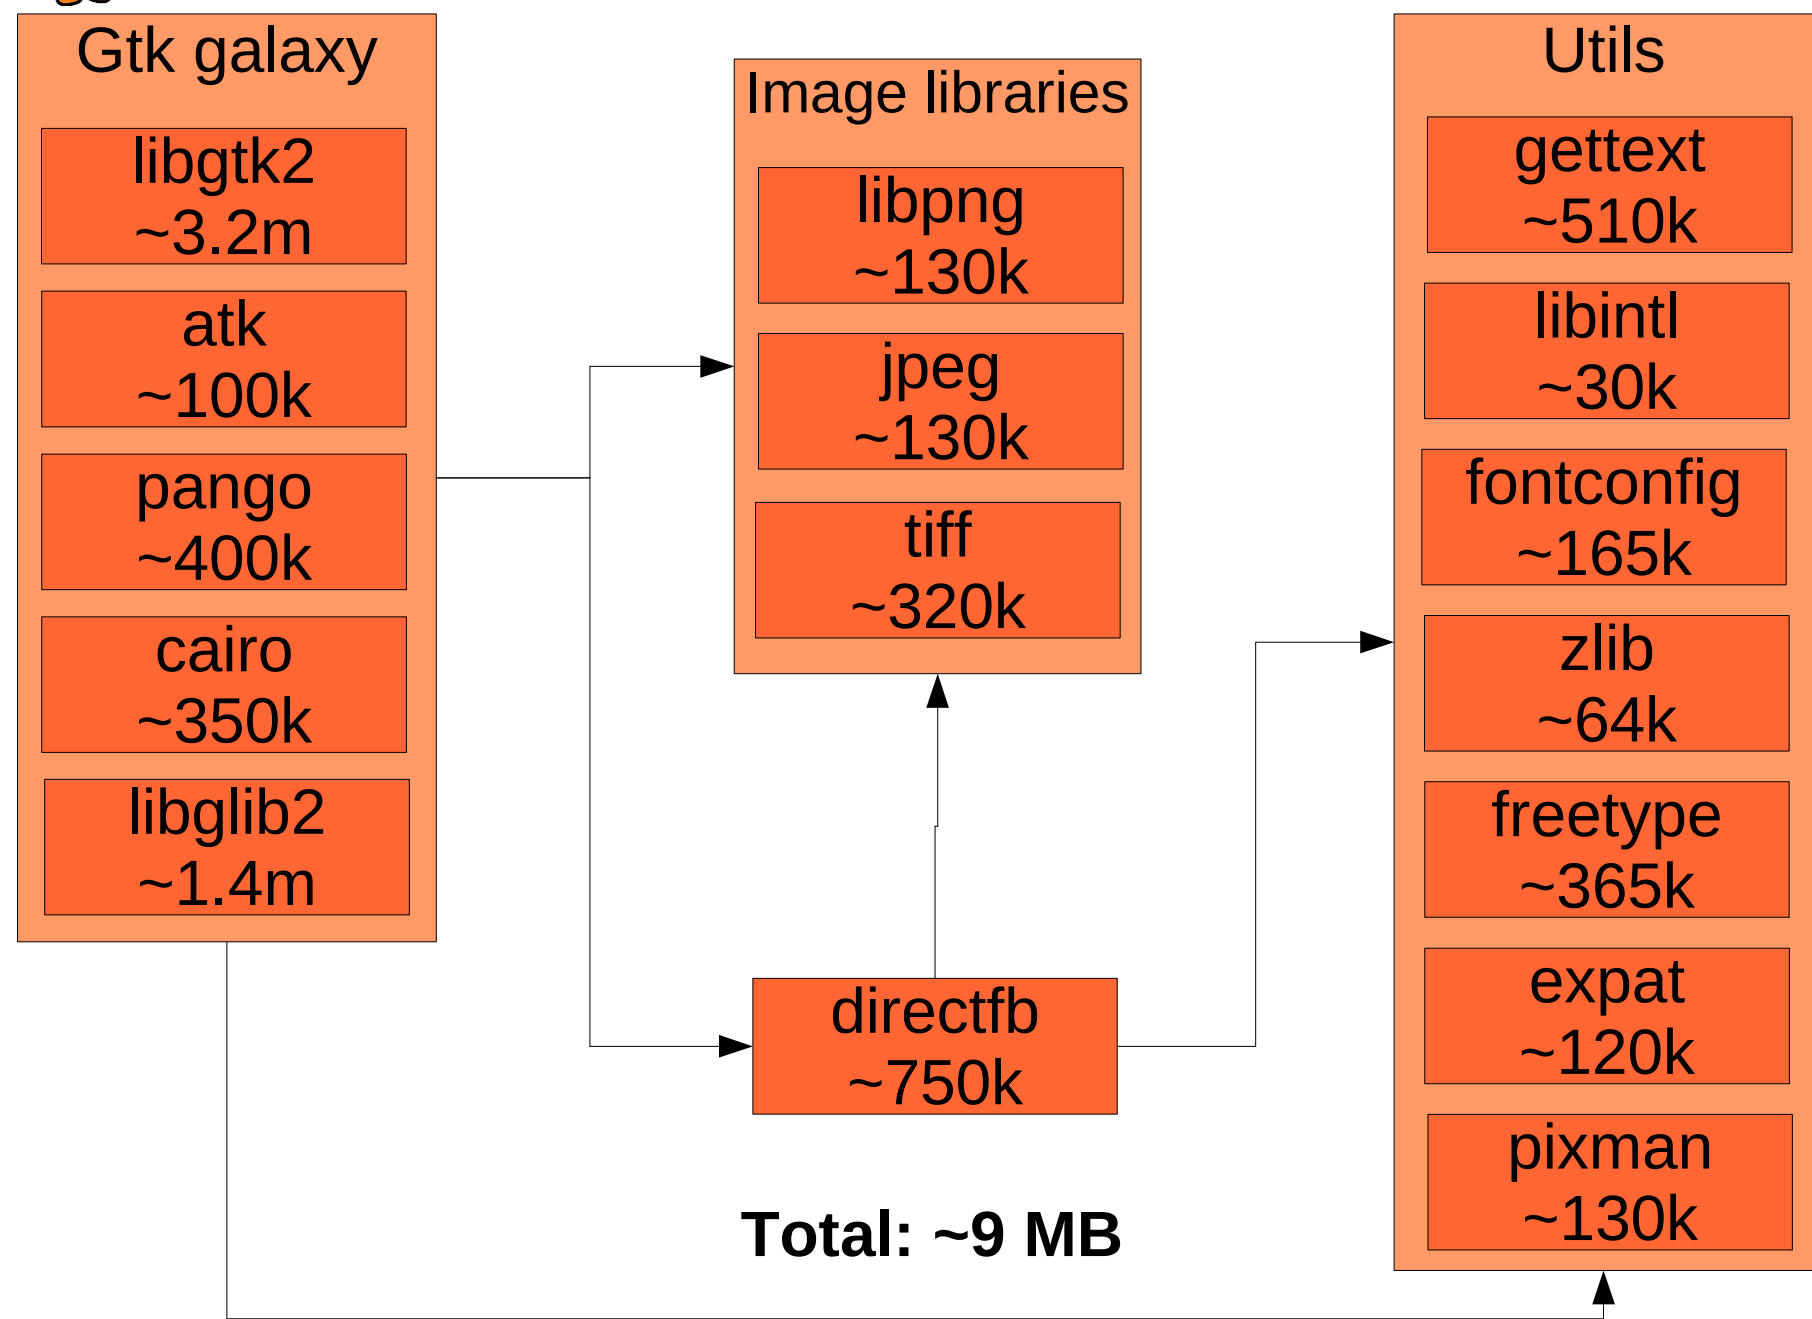 Gtk galaxy
libgtk2
~3.2m
atk
~100k
pango
~400k
cairo
~350k
libglib2
~1.4m
Image libraries
libpng
~130k
jpeg
~130k
tiff
~320k
directfb
~750k
Total: ~9 MB
Utils
gettext
~510k
libintl
~30k
fontconfig
~165k
zlib
~64k
freetype
~365k
expat
~120k
pixman
~130k